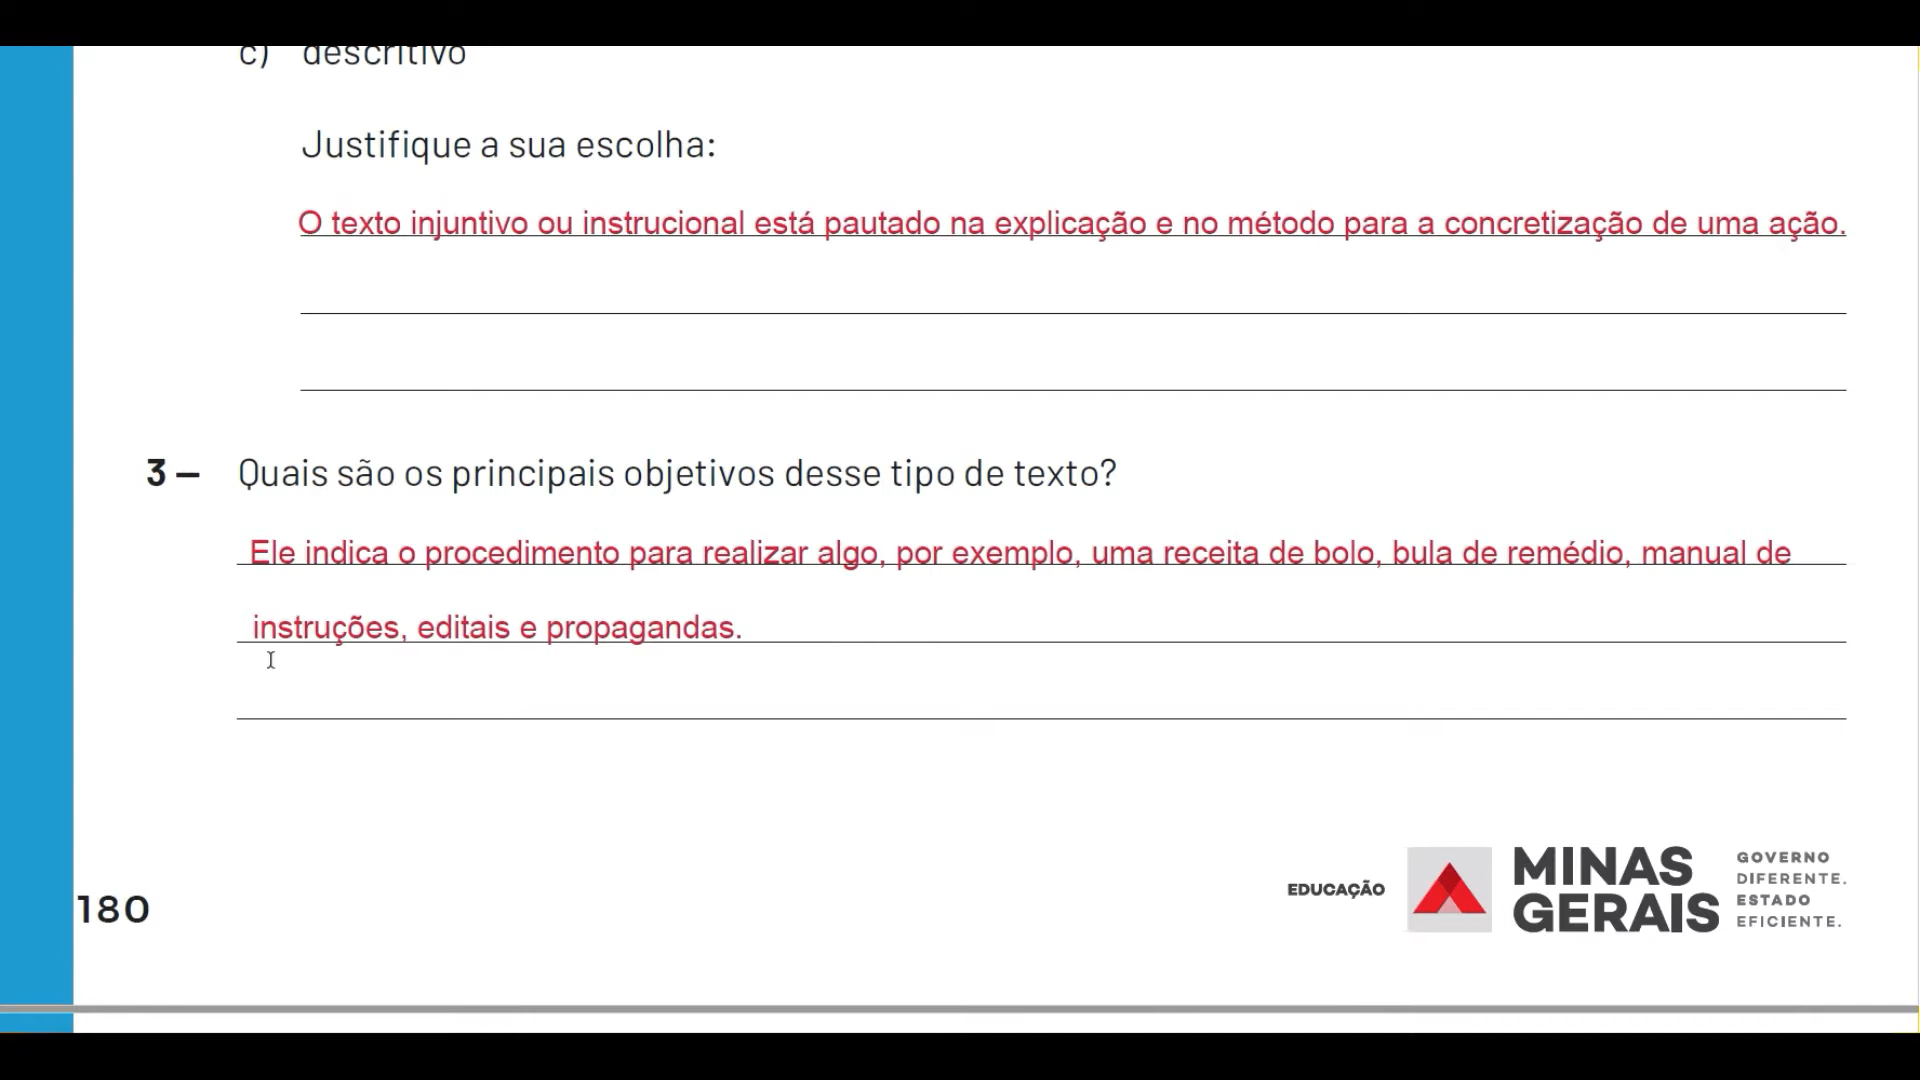 c) descritivo
Justifique a sua escolha:
O texto injuntivo ou instrucional está pautado na explicação e no método para a concretização de uma ação.
3 – Quais são os principais objetivos desse tipo de texto?
Ele indica o procedimento para realizar algo, por exemplo, uma receita de bolo, bula de remédio, manual de
instruções, editais e propagandas.
180
EDUCAÇÃO
MINAS
GERAIS
GOVERNO
DIFERENTE.
ESTADO
EFICIENTE.